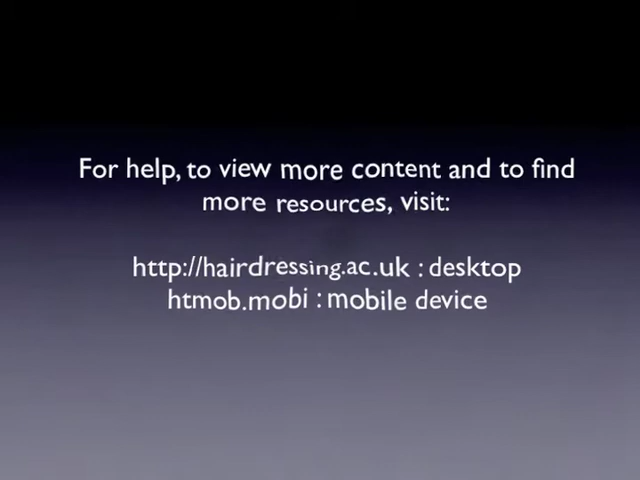 For help, to view more content and to find
more resources, visit:
http://hairdressing.ac.uk : desktop
htmob.mobi : mobile device